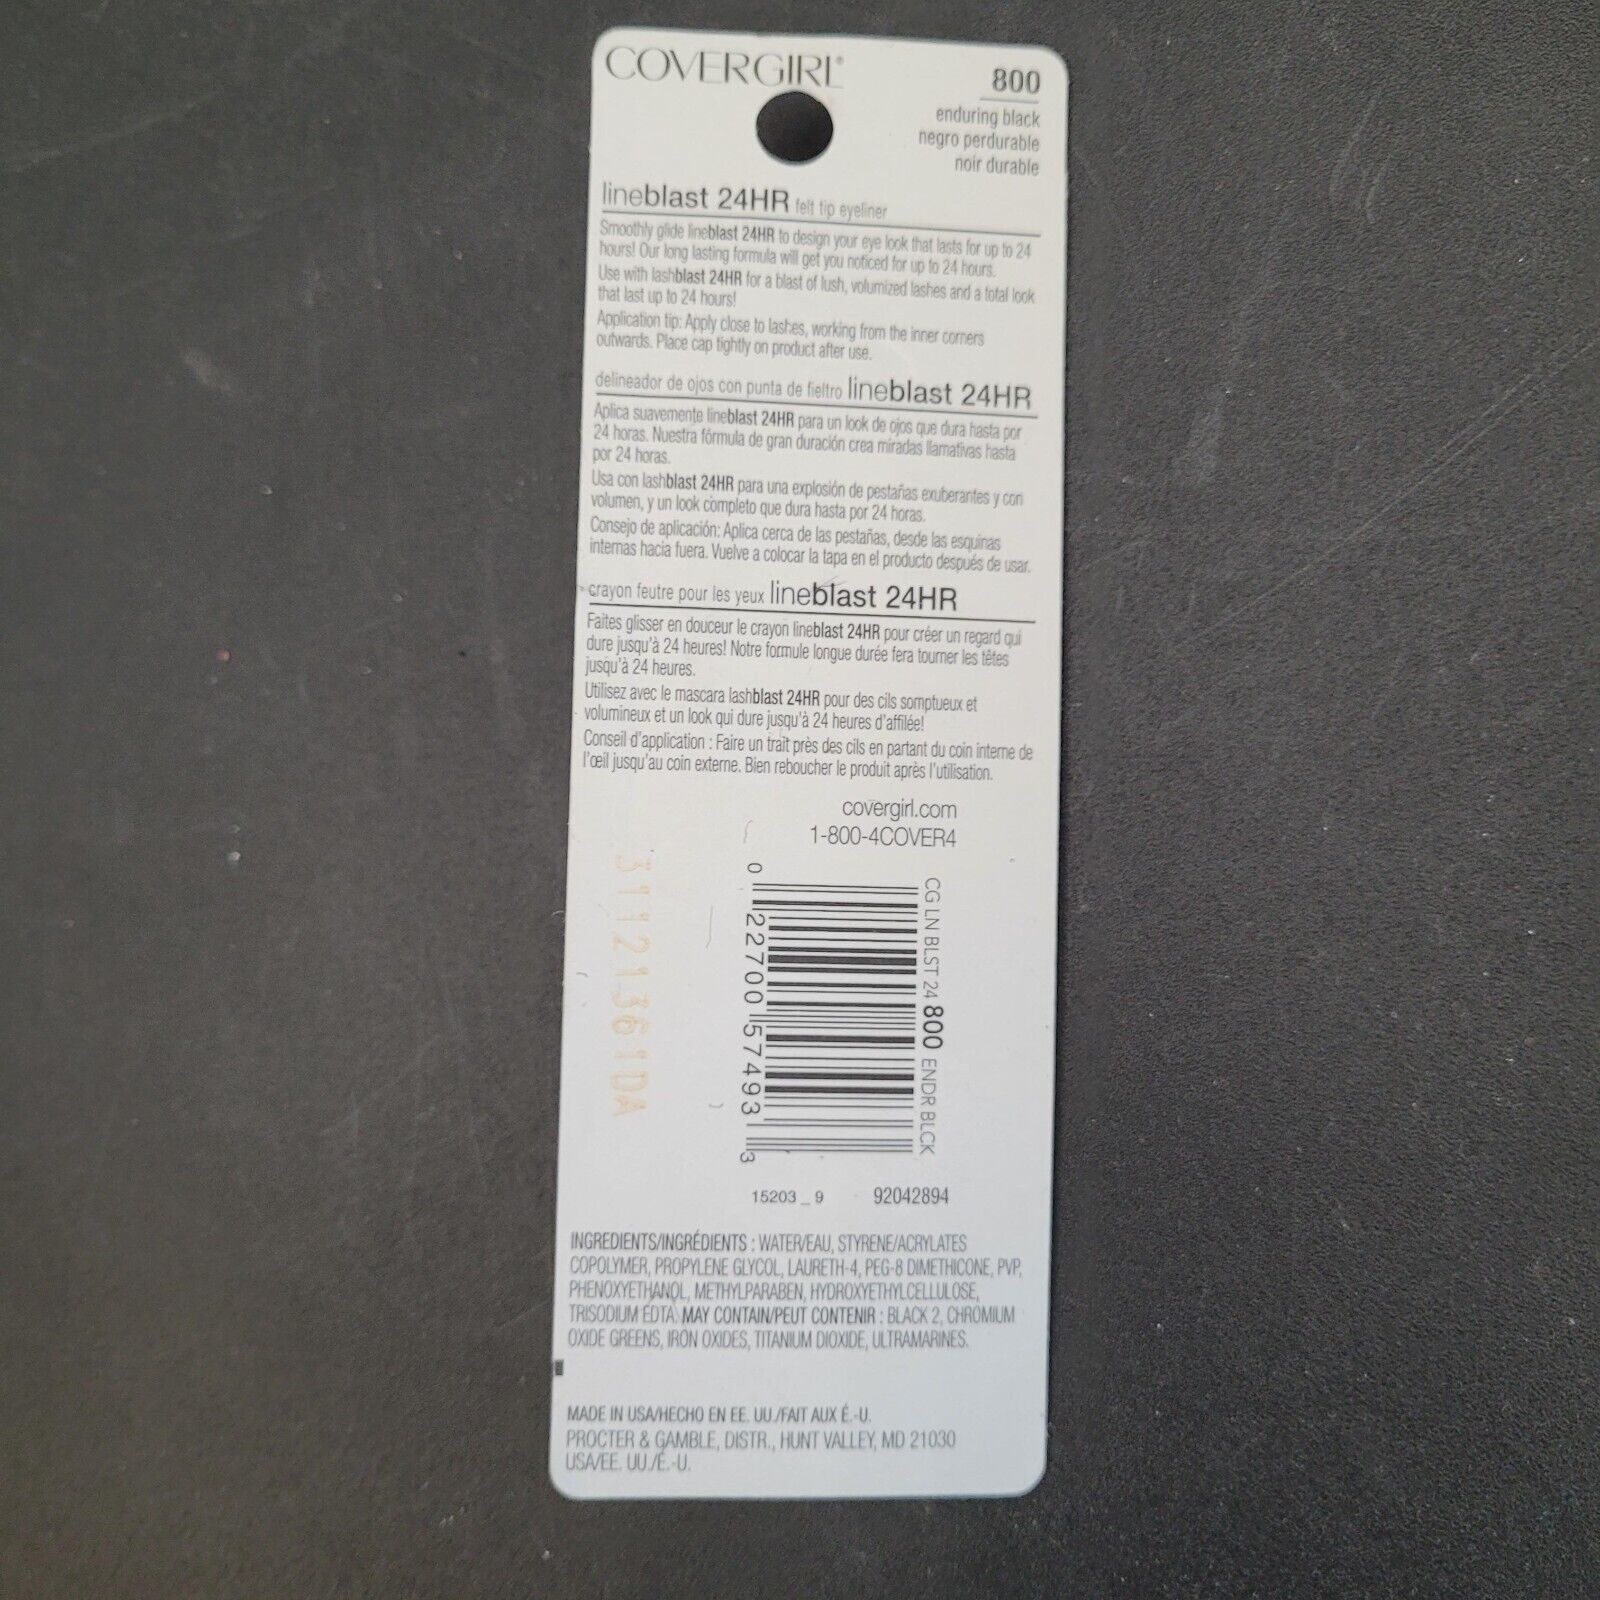 COVERGIRL®
800
enduring black
negro perdurable
noir durable
lineblast 24HR felt tip eyeliner
Smoothly glide lineblast 24HR to design your eye look that lasts for up to 24
hours! Our long lasting formula will get you noticed for up to 24 hours.
Use with lashblast 24HR for a blast of lush, volumized lashes and a total look
that last up to 24 hours!
Application tip: Apply close to lashes, working from the inner corners
outwards. Place cap tightly on product after use.
delineador de ojos con punta de fieltro lineblast 24HR
Aplica suavemente lineblast 24HR para un look de ojos que dura hasta por
24 horas. Nuestra fórmula de gran duración crea miradas llamativas hasta
por 24 horas.
Usa con lashblast 24HR para una explosión de pestañas exuberantes y con
volumen, y un look completo que dura hasta por 24 horas.
Consejo de aplicación: Aplica cerca de las pestañas, desde las esquinas
internas hacia fuera. Vuelve a colocar la tapa en el producto después de usar.
crayon feutre pour les yeux lineblast 24HR
Faites glisser en douceur le crayon lineblast 24HR pour créer un regard qui
dure jusqu'à 24 heures! Notre formule longue durée fera tourner les têtes
jusqu'à 24 heures.
Utilisez avec le mascara lashblast 24HR pour des cils somptueux et
volumineux et un look qui dure jusqu'à 24 heures d'affilée!
Conseil d'application : Faire un trait près des cils en partant du coin interne de
l'œil jusqu'au coin externe. Bien reboucher le produit après l'utilisation.
covergirl.com
1-800-4COVER4
CG LN BLST 24 800 ENDR BLCK
0 22700 57493 3
31121361DA
15203 _ 9 92042894
INGREDIENTS/INGRÉDIENTS : WATER/EAU, STYRENE/ACRYLATES
COPOLYMER, PROPYLENE GLYCOL, LAURETH-4, PEG-8 DIMETHICONE, PVP,
PHENOXYETHANOL, METHYLPARABEN, HYDROXYETHYLCELLULOSE,
TRISODIUM EDTA. MAY CONTAIN/PEUT CONTENIR : BLACK 2, CHROMIUM
OXIDE GREENS, IRON OXIDES, TITANIUM DIOXIDE, ULTRAMARINES.
MADE IN USA/HECHO EN EE. UU./FAIT AUX É.-U.
PROCTER & GAMBLE, DISTR., HUNT VALLEY, MD 21030
USA/EE. UU./É.-U.